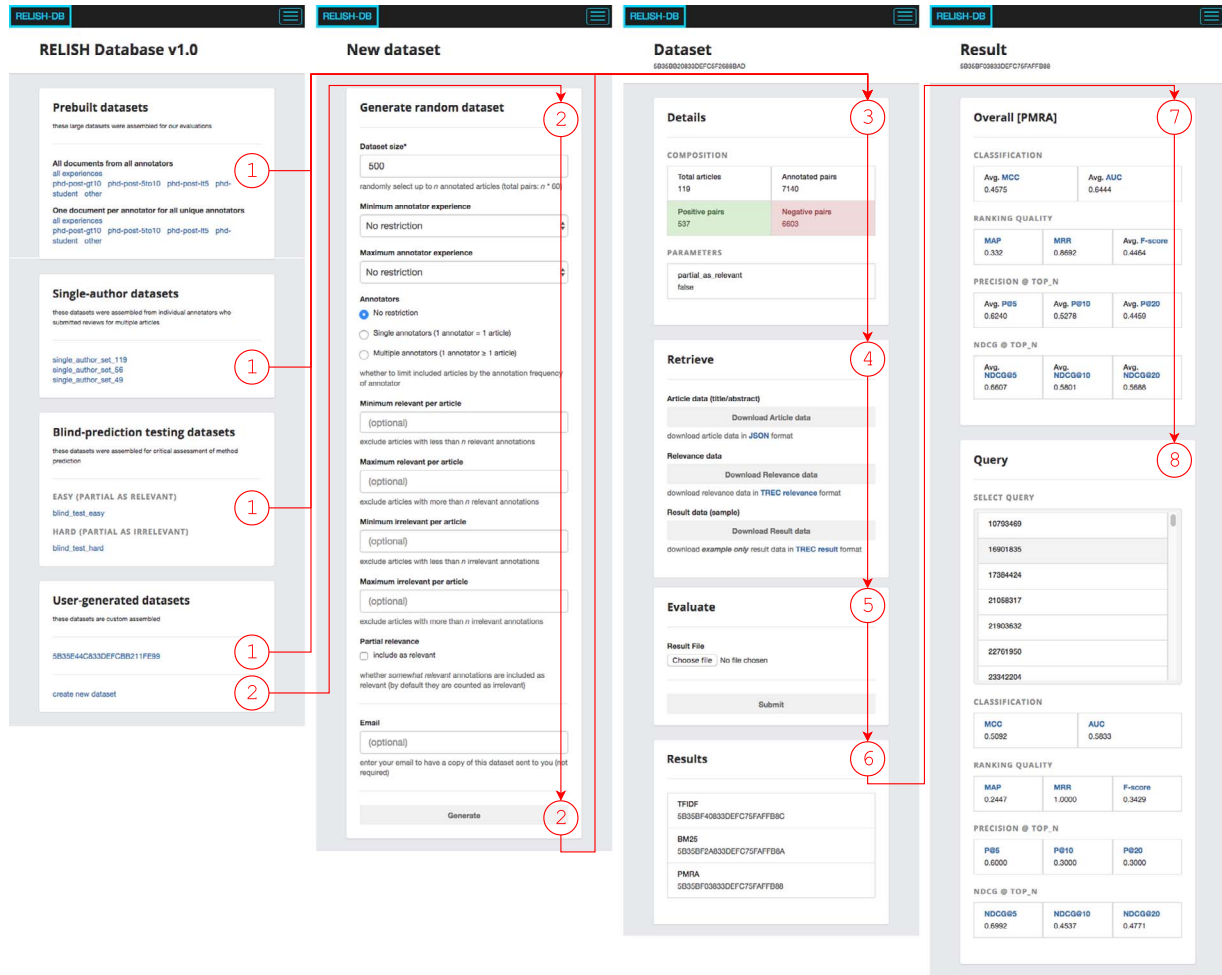 RELISH-DB
RELISH Database v1.0
Prebuilt datasets
these large datasets were assembled for our evaluations
All documents from all annotators
all experiences
phd-post-gt10 phd-post-5to10 phd-post-lt5 phd-
student other
One document per annotator for all unique annotators
all experiences
phd-post-gt10 phd-post-5to10 phd-post-lt5 phd-
student other
1
Single-author datasets
these datasets were assembled from individual annotators who
submitted reviews for multiple articles
single_author_set_119
single_author_set_56
single_author_set_49
1
Blind-prediction testing datasets
these datasets were assembled for critical assessment of method
prediction
EASY (PARTIAL AS RELEVANT)
blind_test_easy
HARD (PARTIAL AS IRRELEVANT)
blind_test_hard
1
User-generated datasets
these datasets are custom assembled
5B35E44C833DEFCBB211FE99
1
create new dataset
2
RELISH-DB
New dataset
Generate random dataset
2
Dataset size*
500
randomly select up to n annotated articles (total pairs: n * 60)
Minimum annotator experience
No restriction
Maximum annotator experience
No restriction
Annotators
No restriction
Single annotators (1 annotator = 1 article)
Multiple annotators (1 annotator ≥ 1 article)
whether to limit included articles by the annotation frequency
of annotator
Minimum relevant per article
(optional)
exclude articles with less than n relevant annotations
Maximum relevant per article
(optional)
exclude articles with more than n relevant annotations
Minimum irrelevant per article
(optional)
exclude articles with less than n irrelevant annotations
Maximum irrelevant per article
(optional)
exclude articles with more than n irrelevant annotations
Partial relevance
include as relevant
whether somewhat relevant annotations are included as
relevant (by default they are counted as irrelevant)
Email
(optional)
enter your email to have a copy of this dataset sent to you (not
required)
Generate
2
RELISH-DB
Dataset
5B35BB20833DEFC5F2688BAD
Details
3
COMPOSITION
Total articles
119
Annotated pairs
7140
Positive pairs
537
Negative pairs
6603
PARAMETERS
partial_as_relevant
false
Retrieve
4
Article data (title/abstract)
Download Article data
download article data in JSON format
Relevance data
Download Relevance data
download relevance data in TREC relevance format
Result data (sample)
Download Result data
download example only result data in TREC result format
Evaluate
5
Result File
Choose file No file chosen
Submit
Results
6
TFIDF
5B35BF40833DEFC75FAFFB8C
BM25
5B35BF2A833DEFC75FAFFB8A
PMRA
5B35BF03833DEFC75FAFFB88
RELISH-DB
Result
5B35BF03833DEFC75FAFFB88
Overall [PMRA]
7
CLASSIFICATION
Avg. MCC
0.4575
Avg. AUC
0.6444
RANKING QUALITY
MAP
0.332
MRR
0.8692
Avg. F-score
0.4464
PRECISION @ TOP_N
Avg. P@5
0.6240
Avg. P@10
0.5278
Avg. P@20
0.4450
NDCG @ TOP_N
Avg.
NDCG@5
0.6607
Avg.
NDCG@10
0.5801
Avg.
NDCG@20
0.5688
Query
8
SELECT QUERY
10793469
16901835
17384424
21058317
21903632
22761950
23342204
CLASSIFICATION
MCC
0.5092
AUC
0.5833
RANKING QUALITY
MAP
0.2447
MRR
1.0000
F-score
0.3429
PRECISION @ TOP_N
P@5
0.6000
P@10
0.3000
P@20
0.3000
NDCG @ TOP_N
NDCG@5
0.6992
NDCG@10
0.4537
NDCG@20
0.4771